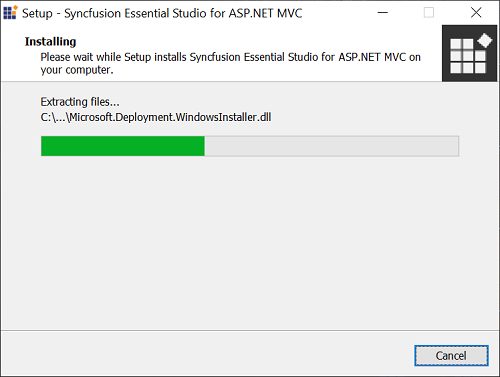 Setup - Syncfusion Essential Studio for ASP.NET MVC
Installing
Please wait while Setup installs Syncfusion Essential Studio for ASP.NET MVC on
your computer.
Extracting files...
C:\...\Microsoft.Deployment.WindowsInstaller.dll
Cancel